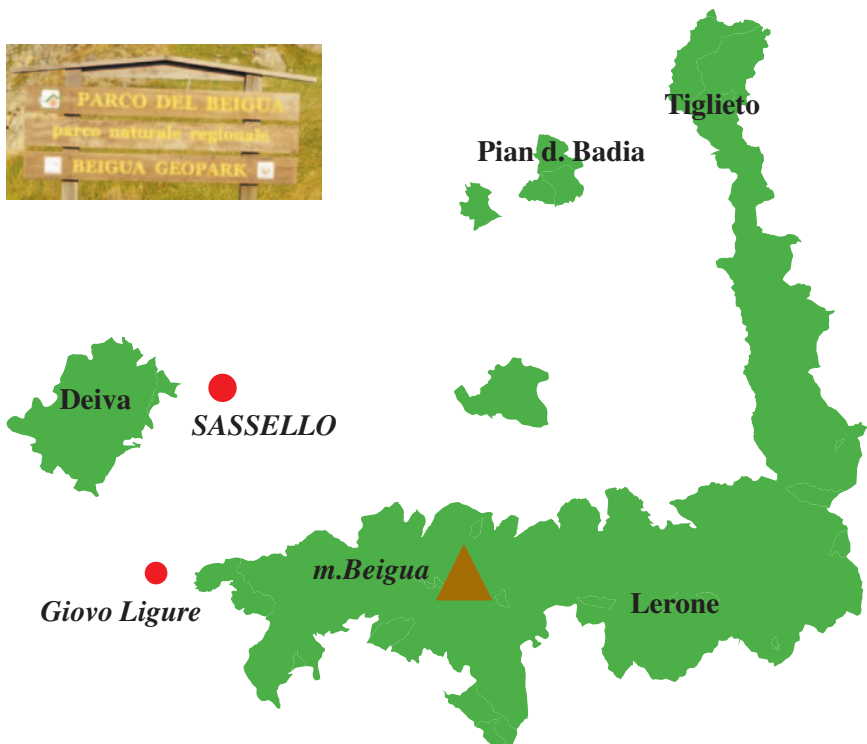 PARCO DEL BEIGUA
parco naturale regionale
BEIGUA GEOPARK
Tiglieto
Pian d. Badia
Deiva
SASSELLO
m.Beigua
Giovo Ligure
Lerone